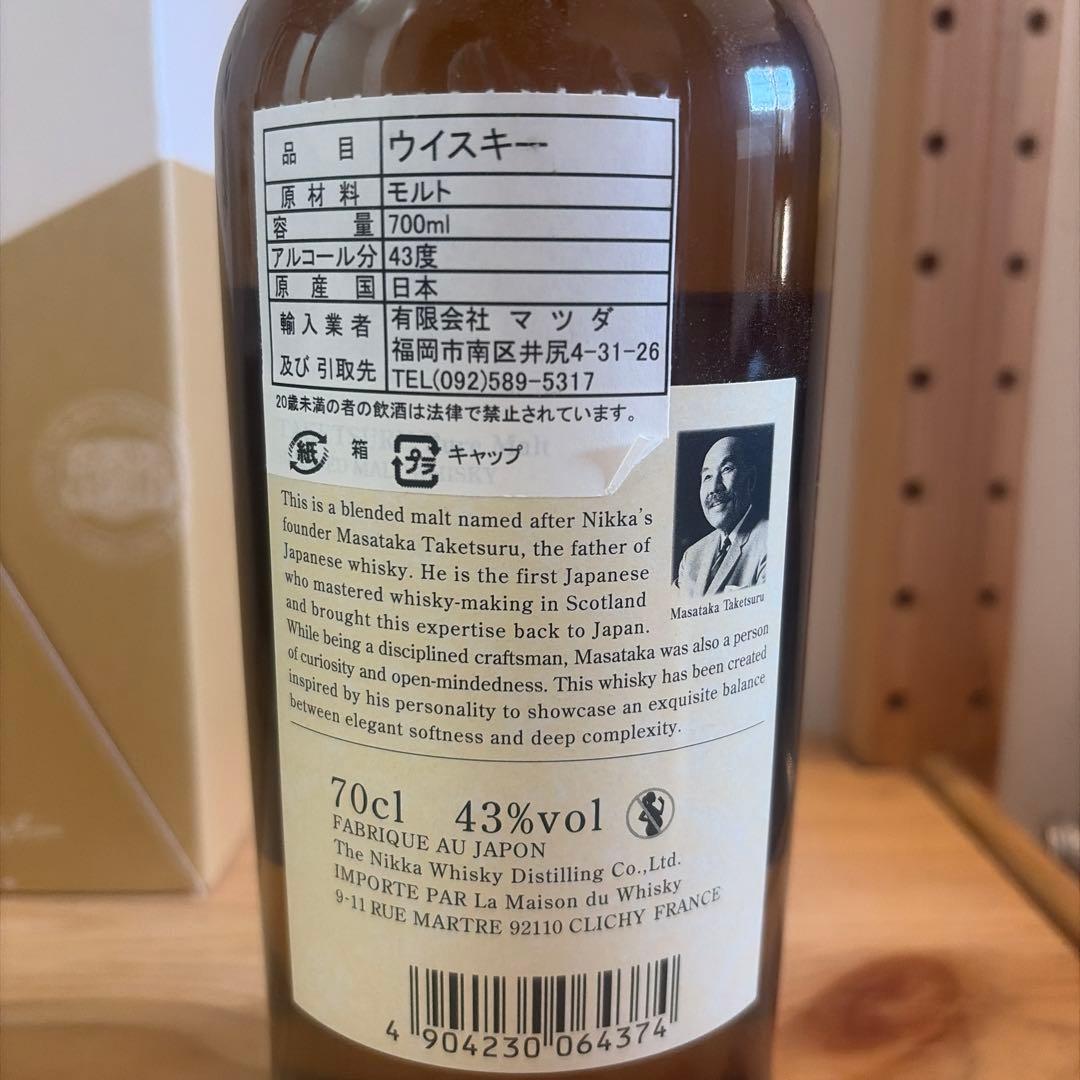 品目 ウイスキー
原材料 モルト
容量 700ml
アルコール分 43度
原産国 日本
輸入業者 有限会社 マツダ
及び引取先 福岡市南区井尻4-31-26
TEL(092)589-5317
20歳未満の者の飲酒は法律で禁止されています。
紙 箱 プラ キャップ
This is a blended malt named after Nikka's
founder Masataka Taketsuru, the father of
Japanese whisky. He is the first Japanese
who mastered whisky-making in Scotland
and brought this expertise back to Japan.
Masataka Taketsuru
While being a disciplined craftsman, Masataka was also a person
of curiosity and open-mindedness. This whisky has been created
inspired by his personality to showcase an exquisite balance
between elegant softness and deep complexity.
70cl 43%vol
FABRIQUE AU JAPON
The Nikka Whisky Distilling Co.,Ltd.
IMPORTE PAR La Maison du Whisky
9-11 RUE MARTRE 92110 CLICHY FRANCE
4 904230 064374